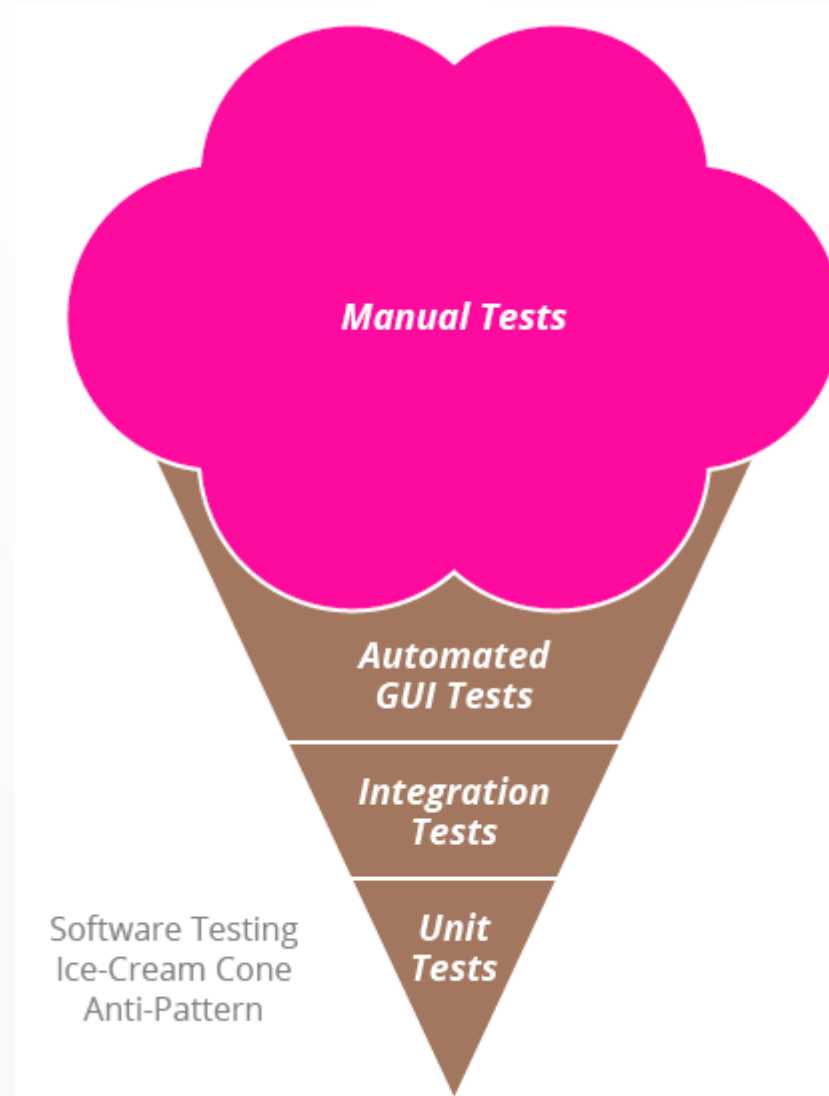 Manual Tests
Automated
GUI Tests
Integration
Tests
Unit
Tests
Software Testing
Ice-Cream Cone
Anti-Pattern